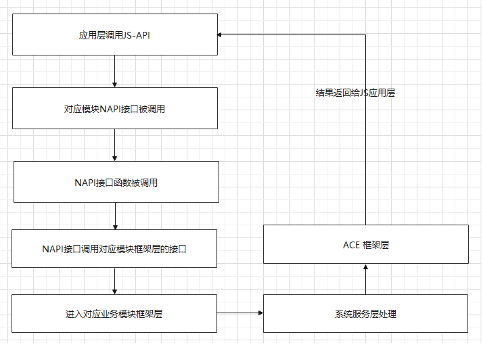 应用层调用JS-API
结果返回给JS应用层
对应模块NAPI接口被调用
NAPI接口函数被调用
NAPI接口调用对应模块框架层的接口
ACE 框架层
进入对应业务模块框架层
系统服务层处理